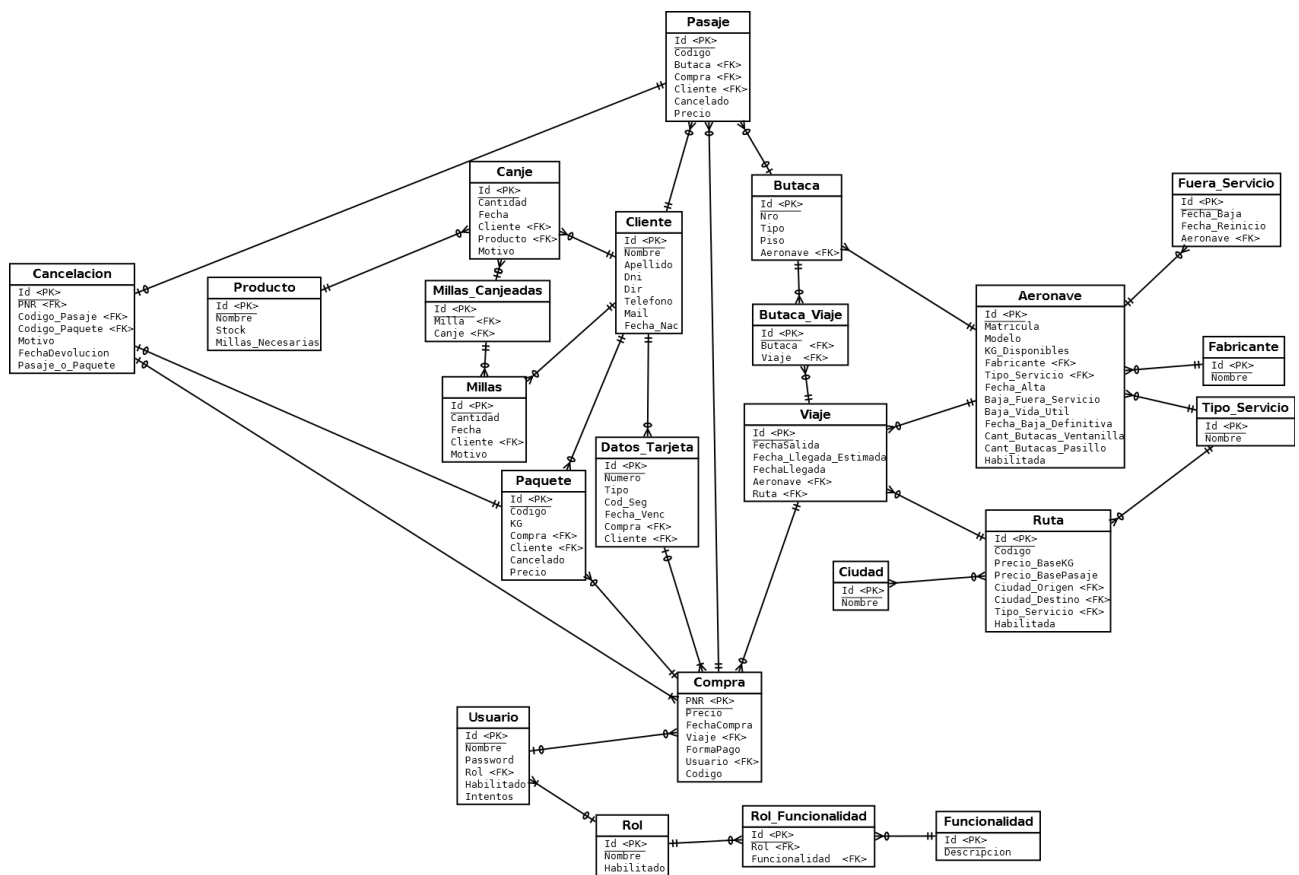 Pasaje
Id <PK>
Codigo
Butaca <FK>
Compra <FK>
Cliente <FK>
Cancelado
Precio
Canje
Id <PK>
Cantidad
Fecha
Cliente <FK>
Producto <FK>
Motivo
Butaca
Id <PK>
Nro
Tipo
Piso
Aeronave <FK>
Fuera_Servicio
Id <PK>
Fecha_Baja
Fecha_Reinicio
Aeronave <FK>
Cliente
Id <PK>
Nombre
Apellido
Dni
Dir
Telefono
Mail
Fecha_Nac
Cancelacion
Id <PK>
PNR <FK>
Codigo_Pasaje <FK>
Codigo_Paquete <FK>
Motivo
FechaDevolucion
Pasaje_o_Paquete
Producto
Id <PK>
Nombre
Stock
Millas_Necesarias
Millas_Canjeadas
Id <PK>
Milla <FK>
Canje <FK>
Butaca_Viaje
Id <PK>
Butaca <FK>
Viaje <FK>
Aeronave
Id <PK>
Matricula
Modelo
KG_Disponibles
Fabricante <FK>
Tipo_Servicio <FK>
Fecha_Alta
Baja_Fuera_Servicio
Baja_Vida_Util
Fecha_Baja_Definitiva
Cant_Butacas_Ventanilla
Cant_Butacas_Pasillo
Habilitada
Fabricante
Id <PK>
Nombre
Millas
Id <PK>
Cantidad
Fecha
Cliente <FK>
Motivo
Viaje
Id <PK>
FechaSalida
Fecha_Llegada_Estimada
FechaLlegada
Aeronave <FK>
Ruta <FK>
Tipo_Servicio
Id <PK>
Nombre
Paquete
Id <PK>
Codigo
KG
Compra <FK>
Cliente <FK>
Cancelado
Precio
Datos_Tarjeta
Id <PK>
Numero
Tipo
Cod_Seg
Fecha_Venc
Compra <FK>
Cliente <FK>
Ruta
Id <PK>
Codigo
Precio_BaseKG
Precio_BasePasaje
Ciudad_Origen <FK>
Ciudad_Destino <FK>
Tipo_Servicio <FK>
Habilitada
Ciudad
Id <PK>
Nombre
Compra
PNR <PK>
Precio
FechaCompra
Viaje <FK>
FormaPago
Usuario <FK>
Codigo
Usuario
Id <PK>
Nombre
Password
Rol <FK>
Habilitado
Intentos
Rol
Id <PK>
Nombre
Habilitado
Rol_Funcionalidad
Id <PK>
Rol <FK>
Funcionalidad <FK>
Funcionalidad
Id <PK>
Descripcion